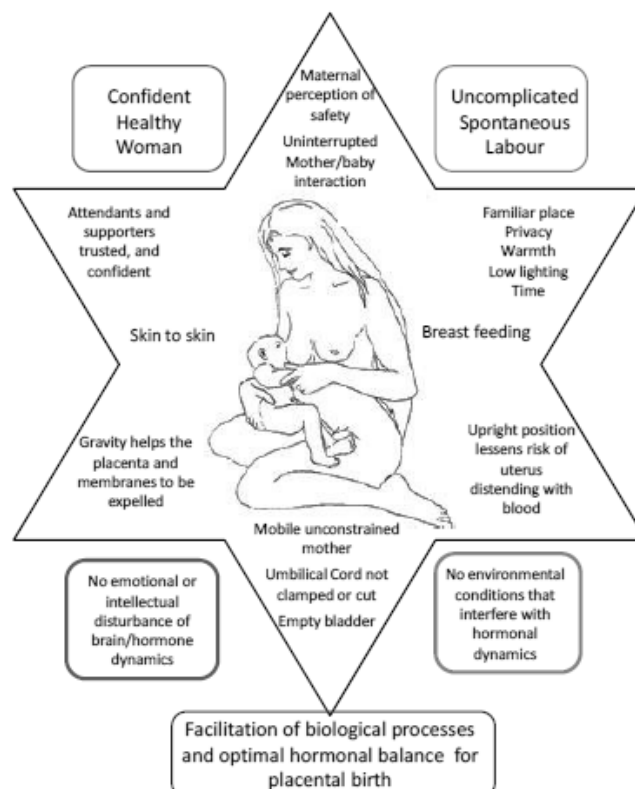 Maternal
perception of
safety
Uninterrupted
Mother/baby
interaction
Confident
Healthy
Woman
Uncomplicated
Spontaneous
Labour
Attendants and
supporters
trusted, and
confident
Familiar place
Privacy
Warmth
Low lighting
Time
Skin to skin
Breast feeding
Gravity helps the
placenta and
membranes to be
expelled
Upright position
lessens risk of
uterus
distending with
blood
Mobile unconstrained
mother
Umbilical Cord not
clamped or cut
Empty bladder
No emotional or
intellectual
disturbance of
brain/hormone
dynamics
No environmental
conditions that
interfere with
hormonal
dynamics
Facilitation of biological processes
and optimal hormonal balance for
placental birth